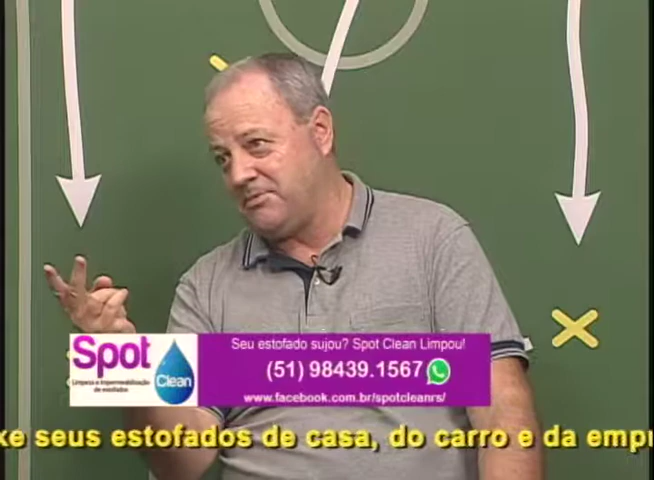 Spot
Clean
Limpeza e Impermeabilização
de estofados
Seu estofado sujou? Spot Clean Limpou!
(51) 98439.1567
www.facebook.com.br/spotcleanrs/
xe seus estofados de casa, do carro e da empr